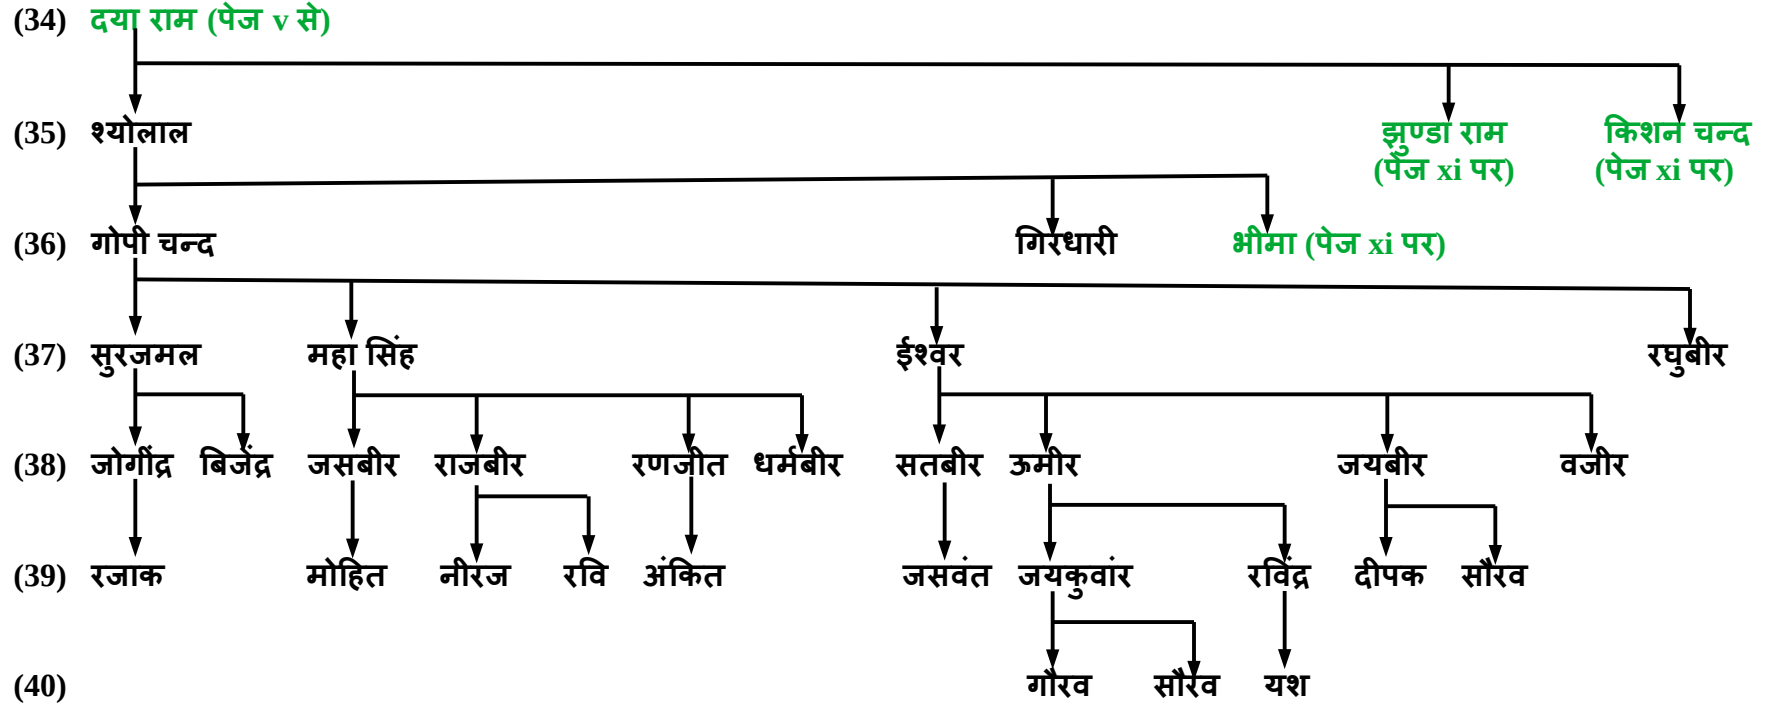 (34) दया राम (पेज v से)
(35) श्योलाल झुण्डा राम किशन चन्द
(पेज xi पर) (पेज xi पर)
(36) गोपी चन्द गिरधारी भीमा (पेज xi पर)
(37) सुरजमल महा सिंह ईश्वर रघुबीर
(38) जोगींद्र बिजेंद्र जसबीर राजबीर रणजीत धर्मबीर सतबीर ऊमीर जयबीर वजीर
(39) रजाक मोहित नीरज रवि अंकित जसवंत जयकुवांर रविंद्र दीपक सौरव
(40) गौरव सौरव यश